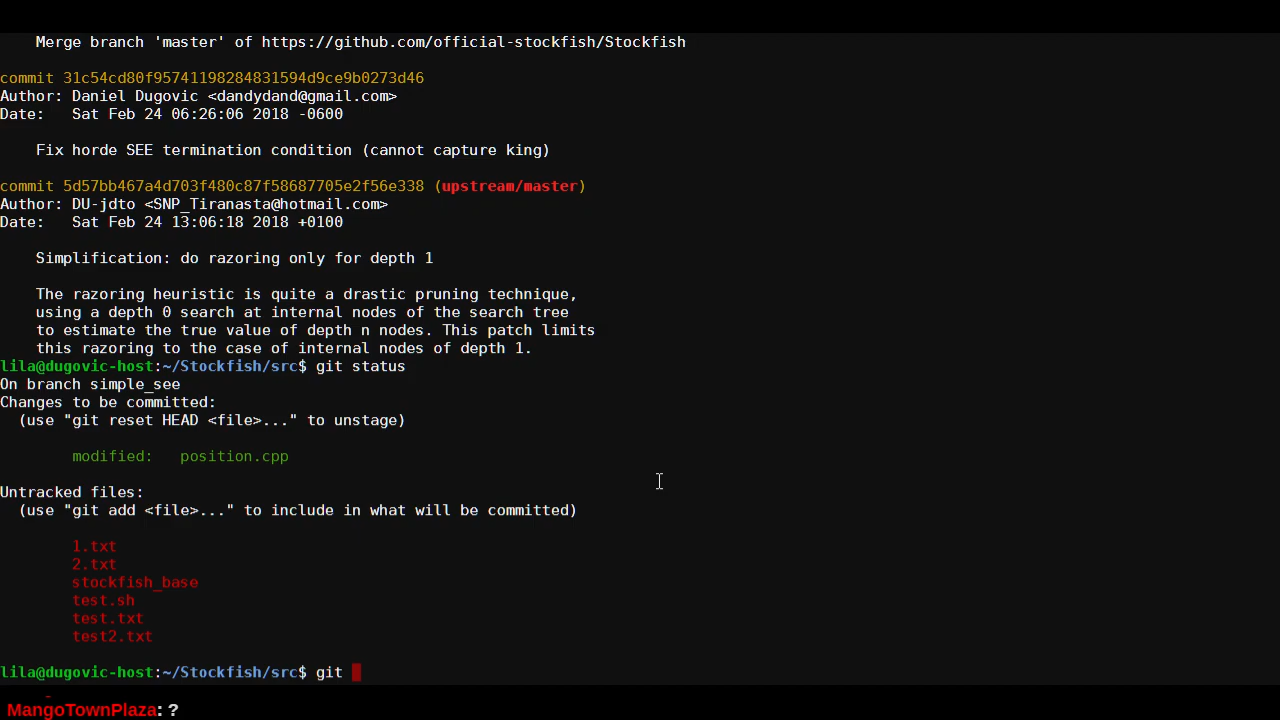 Merge branch 'master' of https://github.com/official-stockfish/Stockfish
commit 31c54cd80f95741198284831594d9ce9b0273d46
Author: Daniel Dugovic <dandydand@gmail.com>
Date:   Sat Feb 24 06:26:06 2018 -0600
Fix horde SEE termination condition (cannot capture king)
commit 5d57bb467a4d703f480c87f58687705e2f56e338 (upstream/master)
Author: DU-jdto <SNP_Tiranasta@hotmail.com>
Date:   Sat Feb 24 13:06:18 2018 +0100
Simplification: do razoring only for depth 1
The razoring heuristic is quite a drastic pruning technique,
using a depth 0 search at internal nodes of the search tree
to estimate the true value of depth n nodes. This patch limits
this razoring to the case of internal nodes of depth 1.
lila@dugovic-host:~/Stockfish/src$ git status
On branch simple_see
Changes to be committed:
(use "git reset HEAD <file>..." to unstage)
modified:   position.cpp
Untracked files:
(use "git add <file>..." to include in what will be committed)
1.txt
2.txt
stockfish_base
test.sh
test.txt
test2.txt
lila@dugovic-host:~/Stockfish/src$ git
MangoTownPlaza: ?